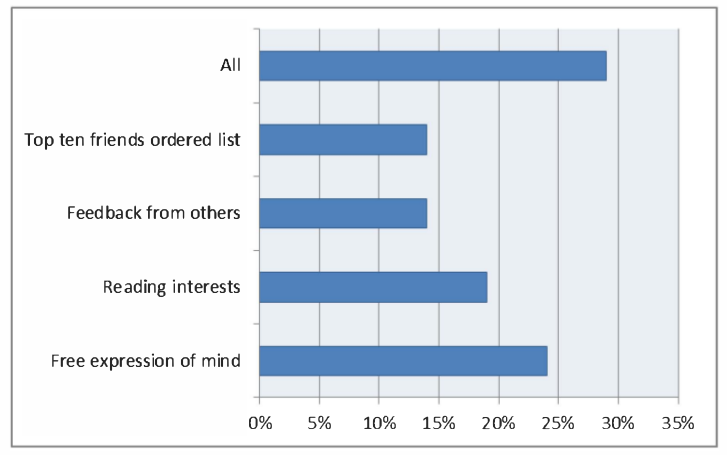 All
Top ten friends ordered list
Feedback from others
Reading interests
Free expression of mind
0% 5% 10% 15% 20% 25% 30% 35%